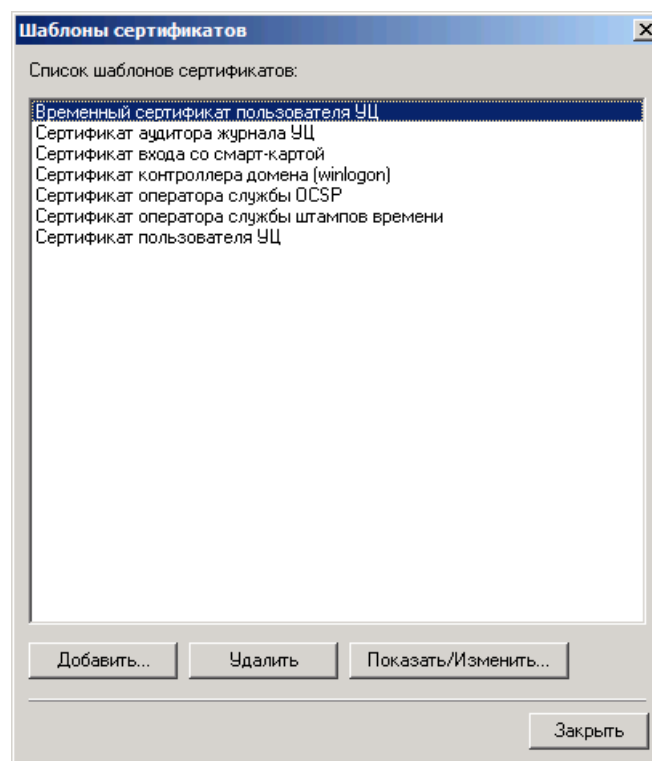 Шаблоны сертификатов
Список шаблонов сертификатов:
Временный сертификат пользователя УЦ
Сертификат аудитора журнала УЦ
Сертификат входа со смарт-картой
Сертификат контроллера домена (winlogon)
Сертификат оператора службы OCSP
Сертификат оператора службы штампов времени
Сертификат пользователя УЦ
Добавить... Удалить Показать/Изменить...
Закрыть